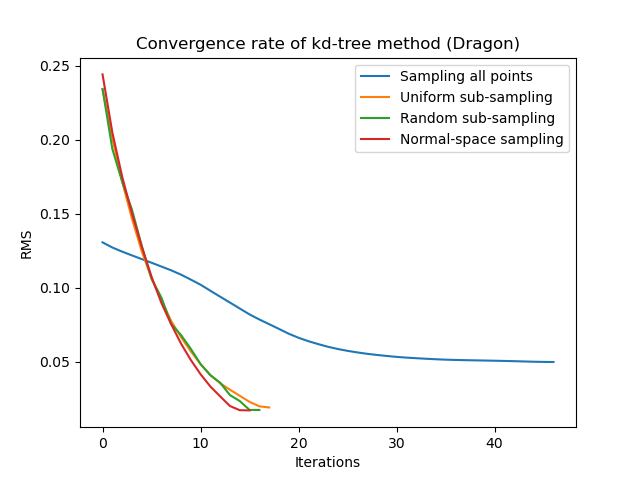 Convergence rate of kd-tree method (Dragon)
0.25
0.20
0.15
0.10
0.05
RMS
Sampling all points
Uniform sub-sampling
Random sub-sampling
Normal-space sampling
0
10
20
30
40
Iterations